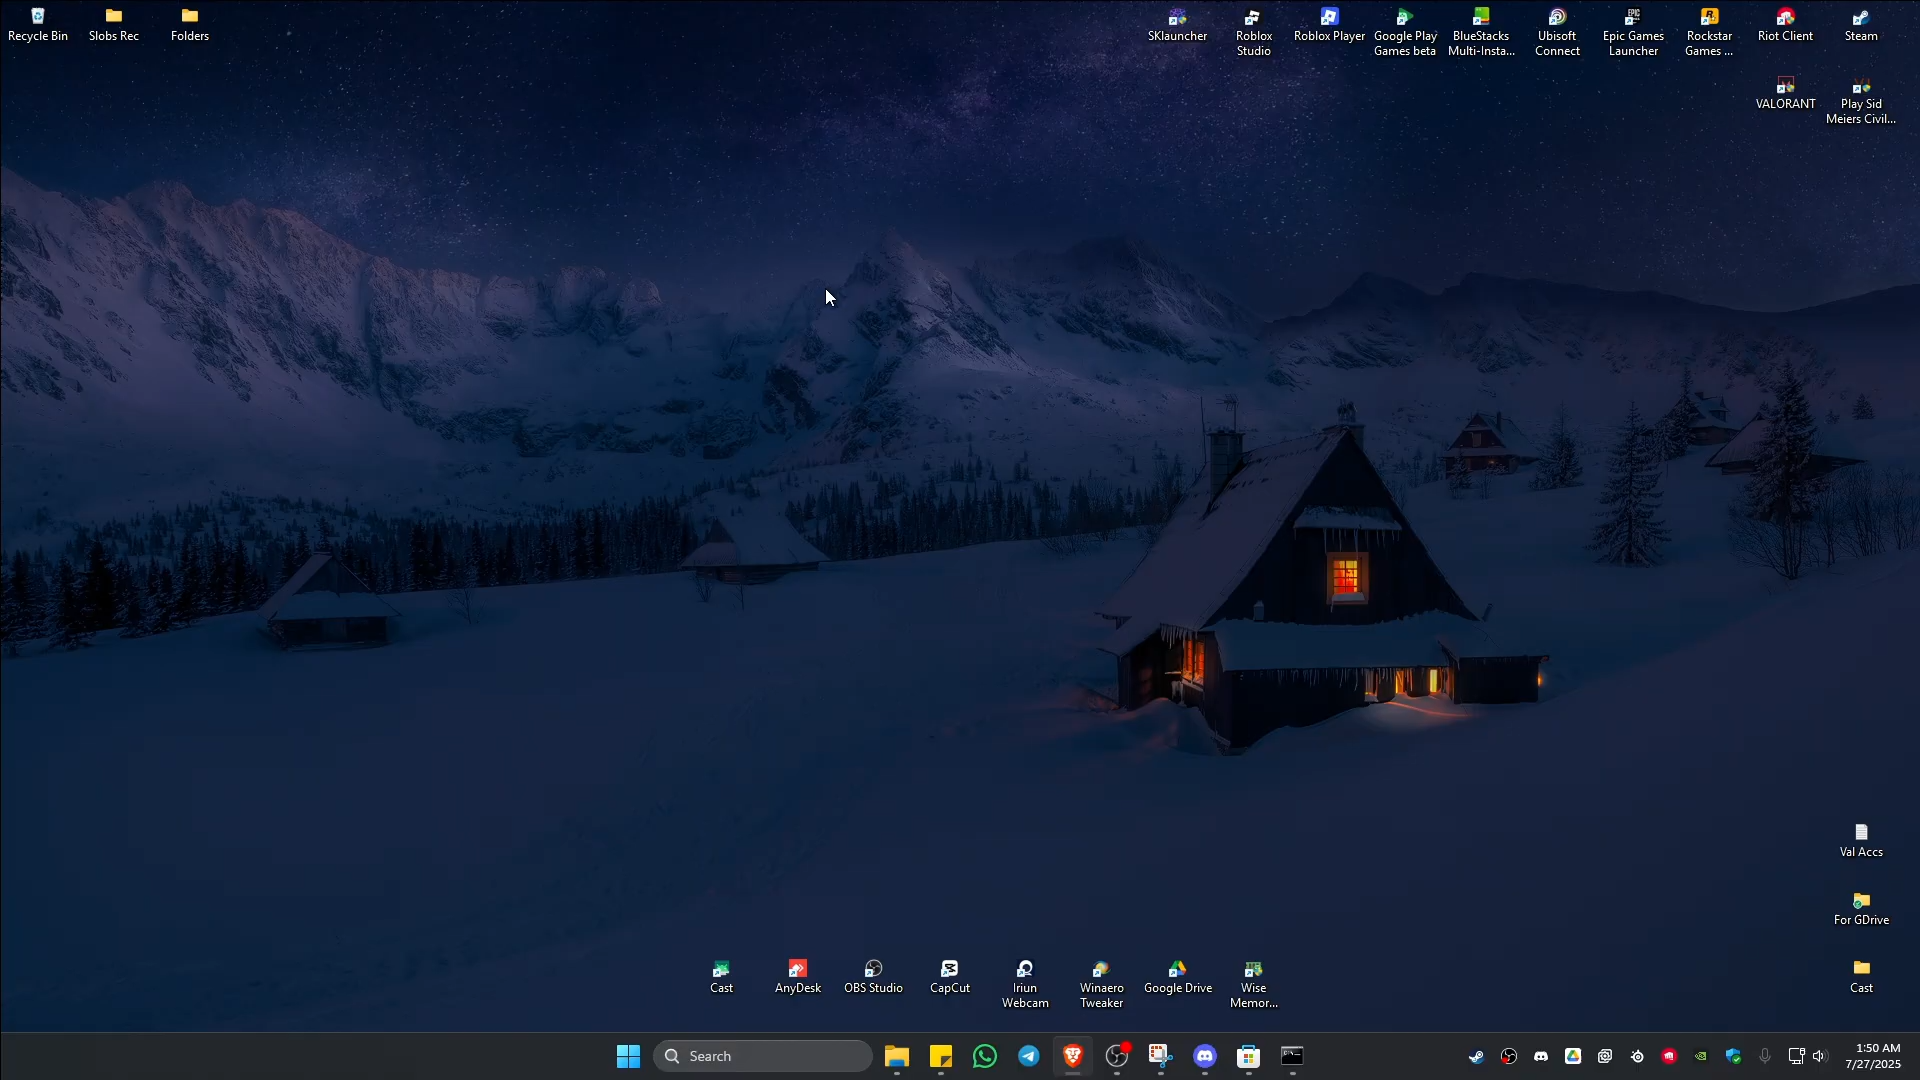 Recycle Bin
Slobs Rec
Folders
SKlauncher
Roblox
Studio
Roblox Player
Google Play
Games beta
BlueStacks
Multi-Insta...
Ubisoft
Connect
Epic Games
Launcher
Rockstar
Games ...
Riot Client
Steam
VALORANT
Play Sid
Meiers Civil...
Val Accs
For GDrive
Cast
Cast
AnyDesk
OBS Studio
CapCut
Iriun
Webcam
Winaero
Tweaker
Google Drive
Wise
Memor...
Search
1:50 AM
7/27/2025